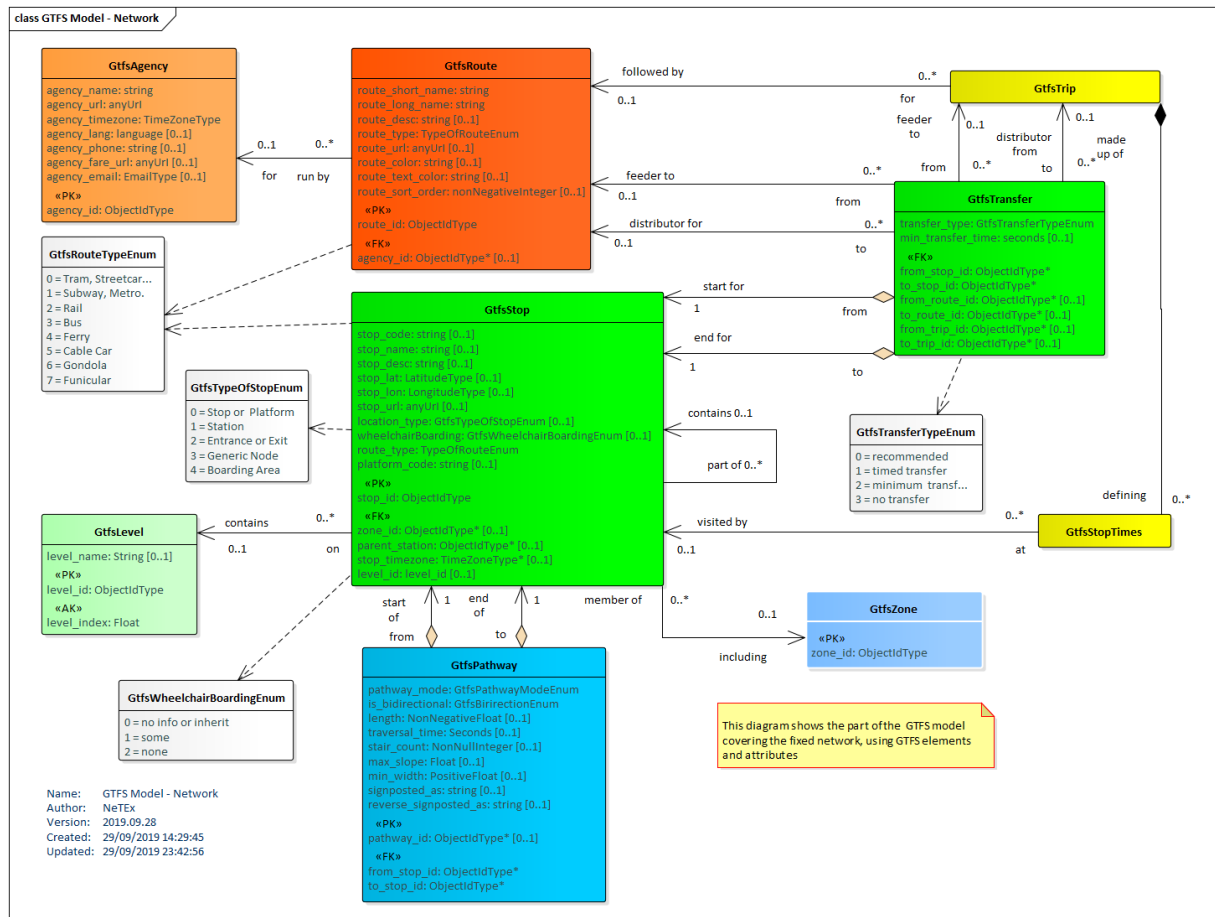 class GTFS Model - Network
GtfsAgency
agency_name: string
agency_url: anyUrl
agency_timezone: TimeZoneType
agency_lang: language [0..1]
agency_phone: string [0..1]
agency_fare_url: anyUrl [0..1]
agency_email: EmailType [0..1]
«PK»
agency_id: ObjectIdType
0..1
0..*
for
run by
GtfsRoute
route_short_name: string
route_long_name: string
route_desc: string [0..1]
route_type: TypeOfRouteEnum
route_url: anyUrl [0..1]
route_color: string [0..1]
route_text_color: string [0..1]
route_sort_order: nonNegativeInteger [0..1]
«PK»
route_id: ObjectIdType
«FK»
agency_id: ObjectIdType* [0..1]
followed by
0..*
0..1
for
GtfsTrip
feeder
to
0..1
distributor
from
0..1
made
up of
from
0..*
to
0..*
feeder to
0..*
0..1
from
distributor for
0..*
0..1
to
GtfsTransfer
transfer_type: GtfsTransferTypeEnum
min_transfer_time: seconds [0..1]
«FK»
from_stop_id: ObjectIdType*
to_stop_id: ObjectIdType*
from_route_id: ObjectIdType* [0..1]
to_route_id: ObjectIdType* [0..1]
from_trip_id: ObjectIdType* [0..1]
to_trip_id: ObjectIdType* [0..1]
GtfsRouteTypeEnum
0 = Tram, Streetcar...
1 = Subway, Metro.
2 = Rail
3 = Bus
4 = Ferry
5 = Cable Car
6 = Gondola
7 = Funicular
GtfsStop
stop_code: string [0..1]
stop_name: string [0..1]
stop_desc: string [0..1]
stop_lat: LatitudeType [0..1]
stop_lon: LongitudeType [0..1]
stop_url: anyUrl [0..1]
location_type: GtfsTypeOfStopEnum [0..1]
wheelchairBoarding: GtfsWheelchairBoardingEnum [0..1]
route_type: TypeOfRouteEnum
platform_code: string [0..1]
«PK»
stop_id: ObjectIdType
«FK»
zone_id: ObjectIdType* [0..1]
parent_station: ObjectIdType* [0..1]
stop_timezone: TimeZoneType* [0..1]
level_id: level_id [0..1]
start for
1
from
end for
1
to
contains 0..1
part of 0..*
GtfsTypeOfStopEnum
0 = Stop or Platform
1 = Station
2 = Entrance or Exit
3 = Generic Node
4 = Boarding Area
GtfsTransferTypeEnum
0 = recommended
1 = timed transfer
2 = minimum transf...
3 = no transfer
defining
0..*
GtfsStopTimes
visited by
0..*
0..1
at
GtfsLevel
level_name: String [0..1]
«PK»
level_id: ObjectIdType
«AK»
level_index: Float
contains
0..*
0..1
on
start
of
1
from
end
of
1
to
member of
0..*
0..1
including
GtfsZone
«PK»
zone_id: ObjectIdType
GtfsWheelchairBoardingEnum
0 = no info or inherit
1 = some
2 = none
GtfsPathway
pathway_mode: GtfsPathwayModeEnum
is_bidirectional: GtfsBirirectionEnum
length: NonNegativeFloat [0..1]
traversal_time: Seconds [0..1]
stair_count: NonNullInteger [0..1]
max_slope: Float [0..1]
min_width: PositiveFloat [0..1]
signposted_as: string [0..1]
reverse_signposted_as: string [0..1]
«PK»
pathway_id: ObjectIdType* [0..1]
«FK»
from_stop_id: ObjectIdType*
to_stop_id: ObjectIdType*
This diagram shows the part of the GTFS model
covering the fixed network, using GTFS elements
and attributes
Name: GTFS Model - Network
Author: NeTEx
Version: 2019.09.28
Created: 29/09/2019 14:29:45
Updated: 29/09/2019 23:42:56